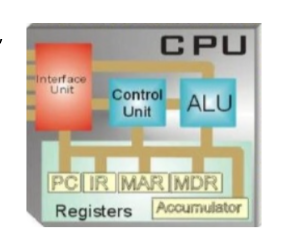 CPU
Interface
Unit
Control
Unit
ALU
PC IR MAR MDR
Registers Accumulator